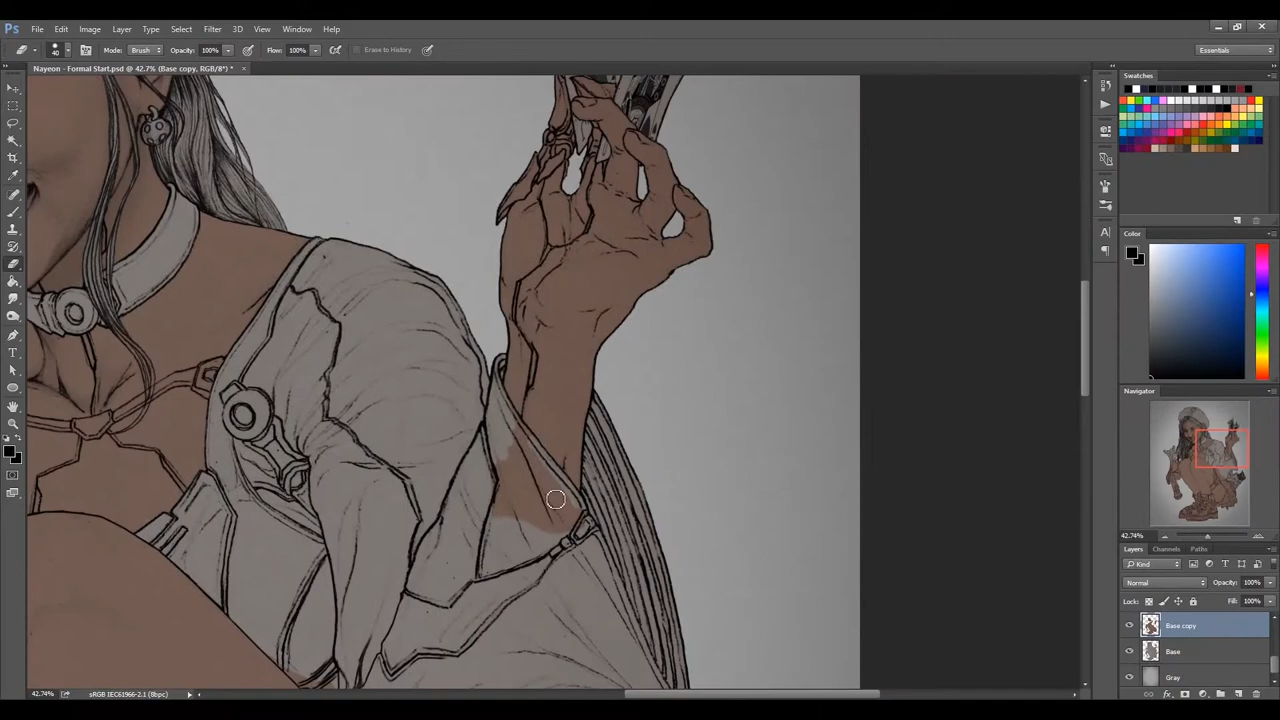 Ps File Edit Image Layer Type Select Filter 3D View Window Help
40 Mode: Brush Opacity: 100% Flow: 100% Erase to History Essentials
Nayeon - Formal Start.psd @ 42.7% (Base copy, RGB/8*) *
Swatches
Color
Navigator
42.74%
Layers Channels Paths
Kind
Normal Opacity: 100%
Lock: Fill: 100%
Base copy
Base
Gray
42.74% sRGB IEC61966-2.1 (8bpc)
fx